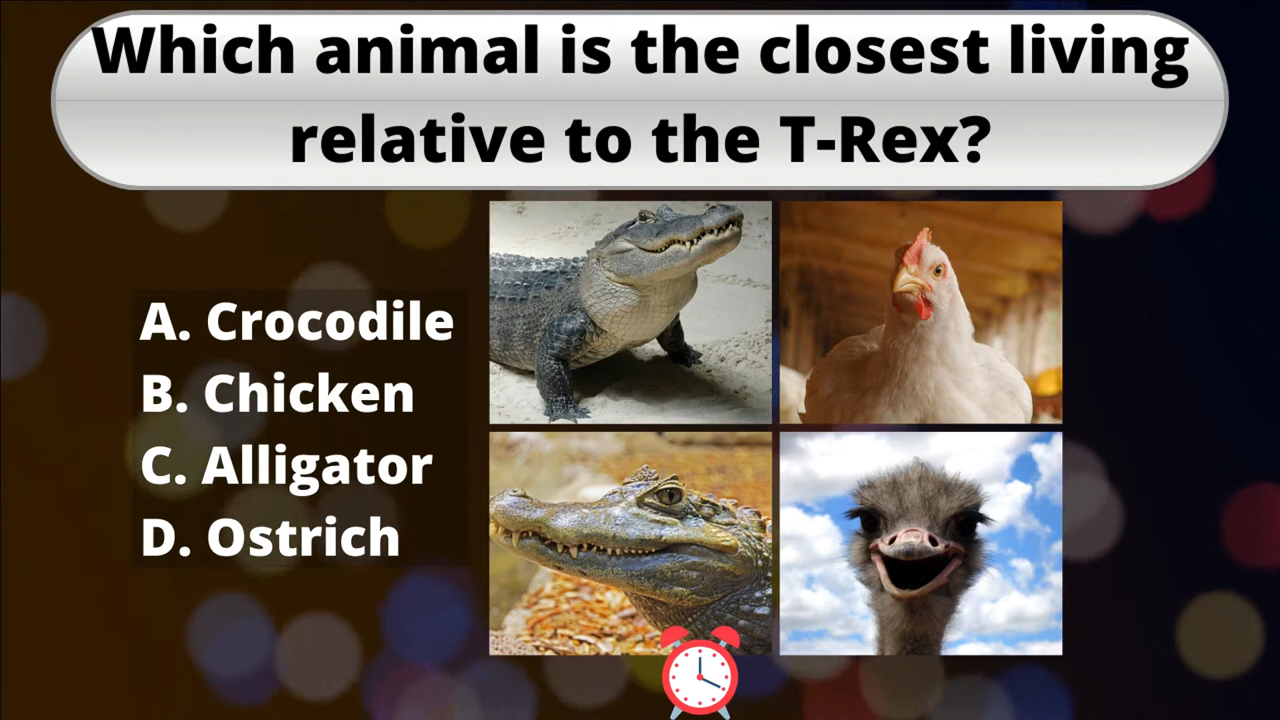 Which animal is the closest living
relative to the T-Rex?
A. Crocodile
B. Chicken
C. Alligator
D. Ostrich